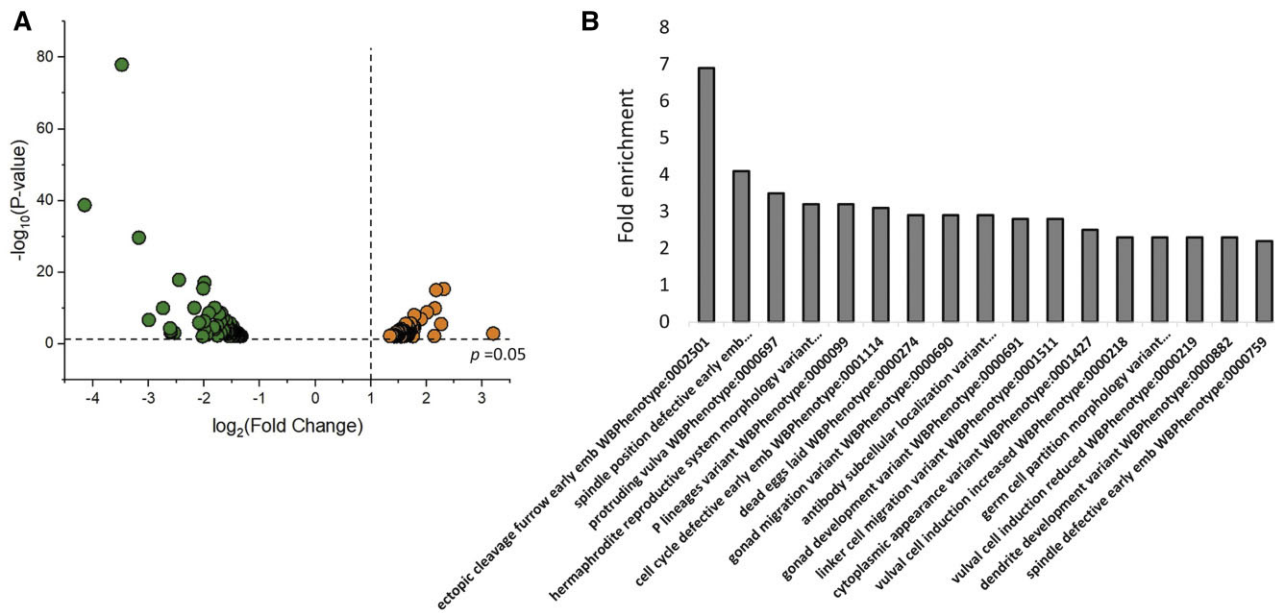 A
80
60
40
20
0
-log10(P-value)
-4 -3 -2 -1 0 1 2 3
log2(Fold Change)
p =0.05
B
8
7
6
5
4
3
2
1
0
Fold enrichment
ectopic cleavage furrow early emb WBPhenotype:0002501
spindle position defective early emb...
protruding vulva WBPhenotype:0000697
hermaphrodite reproductive system morphology variant...
P lineages variant WBPhenotype:0000099
cell cycle defective early emb WBPhenotype:0001114
dead eggs laid WBPhenotype:0000274
gonad migration variant WBPhenotype:0000690
antibody subcellular localization variant...
gonad development variant WBPhenotype:0000691
linker cell migration variant WBPhenotype:0001511
cytoplasmic appearance variant WBPhenotype:0001427
vulval cell induction increased WBPhenotype:0000218
germ cell partition morphology variant...
vulval cell induction reduced WBPhenotype:0000219
dendrite development variant WBPhenotype:0000882
spindle defective early emb WBPhenotype:0000759